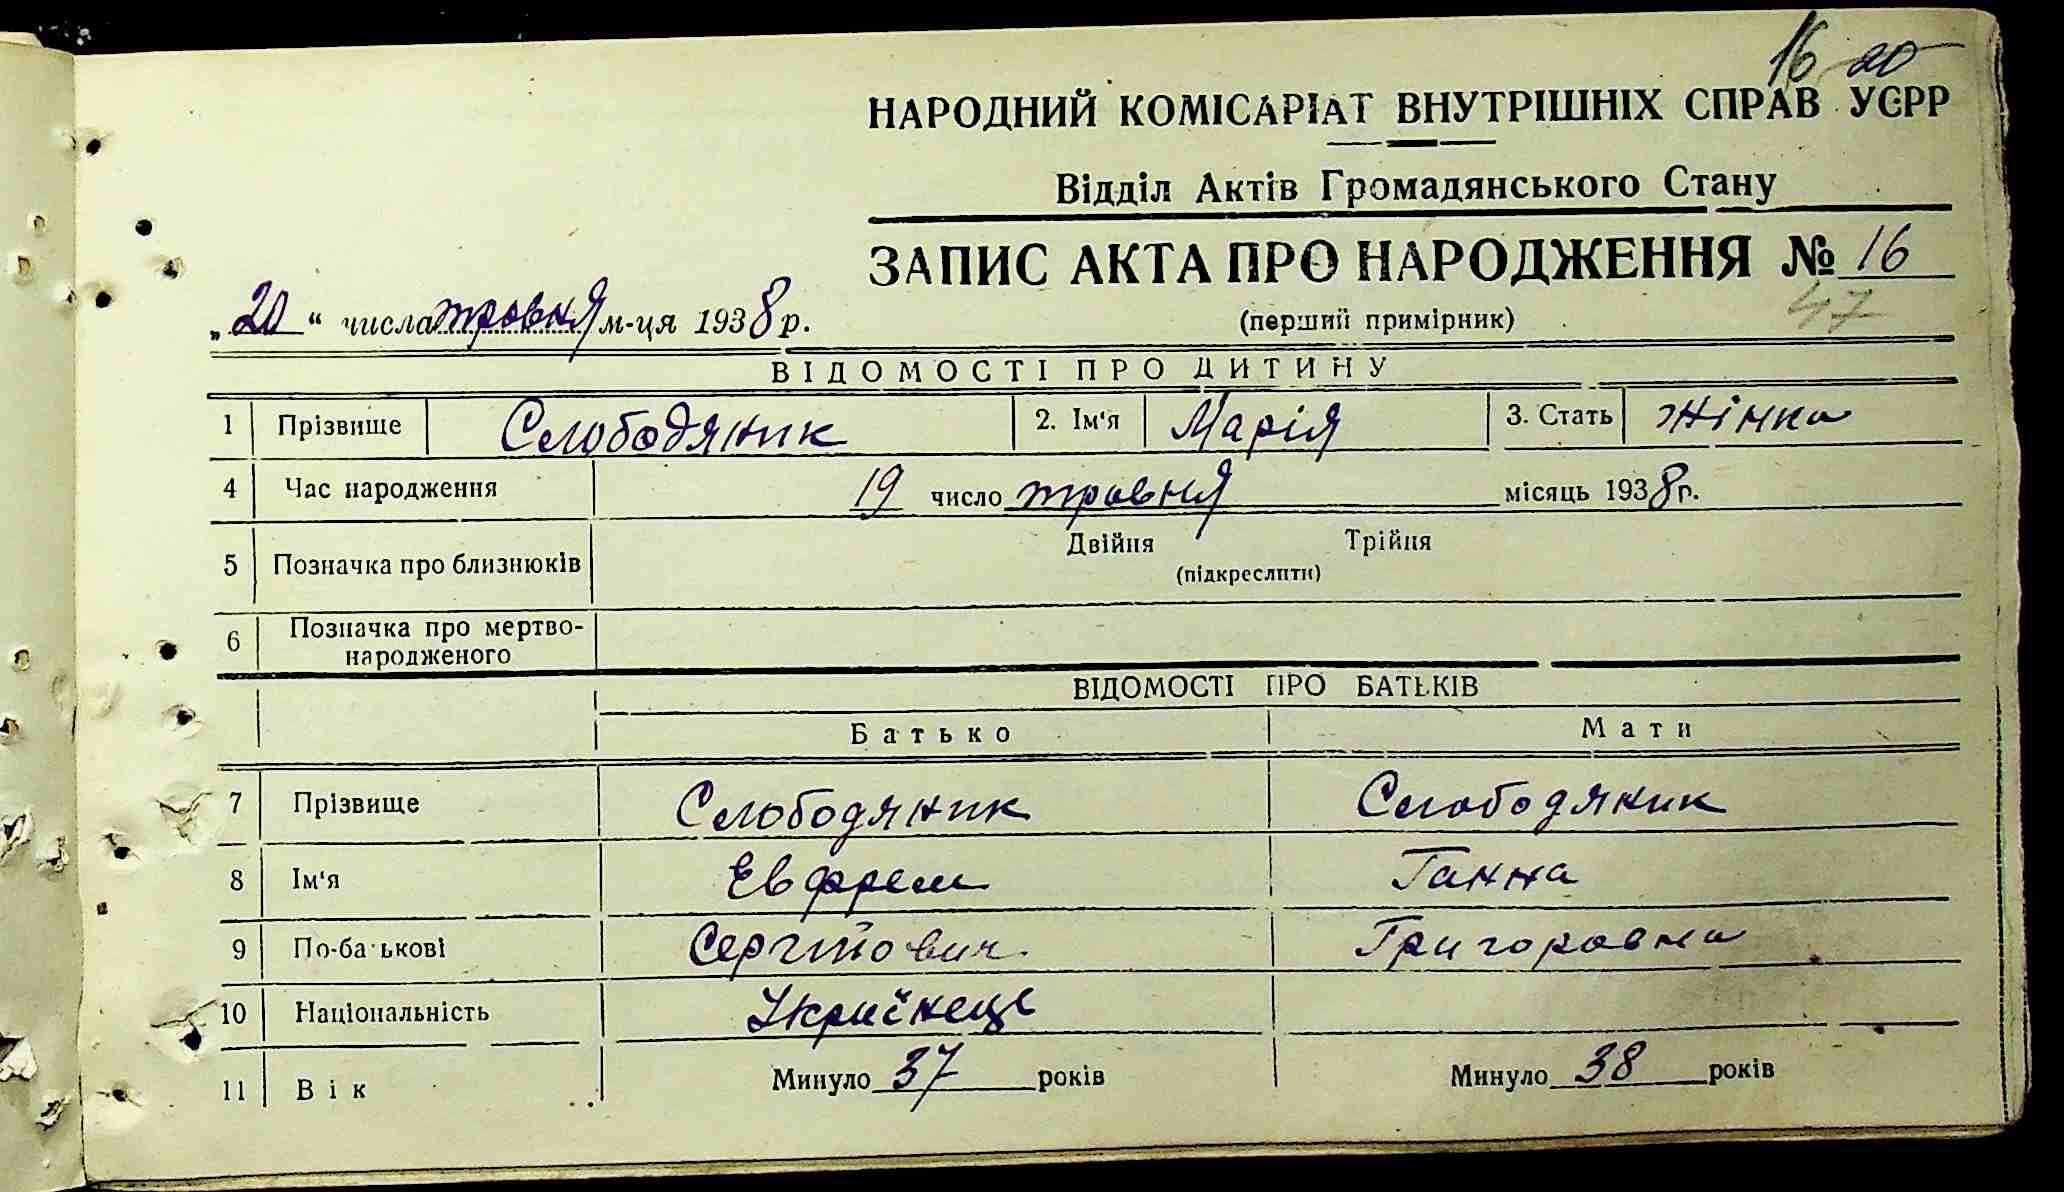 16 20
НАРОДНИЙ КОМІСАРІАТ ВНУТРІШНІХ СПРАВ УСРР
Відділ Актів Громадянського Стану
ЗАПИС АКТА ПРО НАРОДЖЕННЯ № 16
„20“ числа травня м-ця 1938 р.
(перший примірник) 47
ВІДОМОСТІ ПРО ДИТИНУ
1 Прізвище Слободяник 2. Ім'я Марія 3. Стать жінка
4 Час народження 19 число травня місяць 1938 р.
5 Позначка про близнюків Двійня Трійня
(підкреслити)
6 Позначка про мертво-
народженого
ВІДОМОСТІ ПРО БАТЬКІВ
Батько Мати
7 Прізвище Слободяник Слободяник
8 Ім'я Евфрем Ганна
9 По-батькові Сергійович Григоровна
10 Національність Українець
11 Вік Минуло 37 років Минуло 38 років